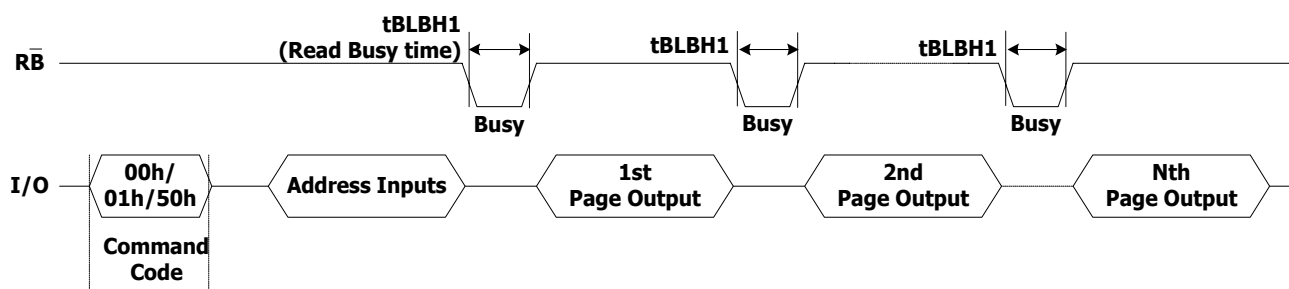 tBLBH1
(Read Busy time)
tBLBH1
tBLBH1
RB̅
Busy
Busy
Busy
I/O
00h/
01h/50h
Address Inputs
1st
Page Output
2nd
Page Output
Nth
Page Output
Command
Code